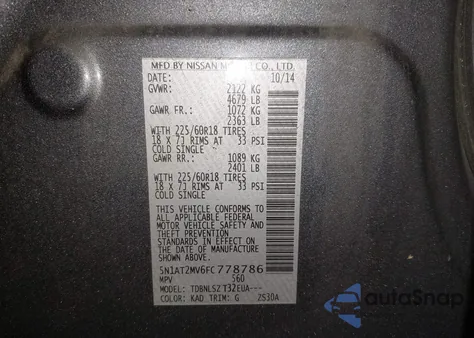 MFD BY NISSAN MOTOR CO., LTD.
DATE: 10/14
GVWR: 2122 KG
4679 LB
GAWR FR.: 1072 KG
2363 LB
WITH 225/60R18 TIRES
18 X 7J RIMS AT 33 PSI
COLD SINGLE
GAWR RR.: 1089 KG
2401 LB
WITH 225/60R18 TIRES
18 X 7J RIMS AT 33 PSI
COLD SINGLE
THIS VEHICLE CONFORMS TO
ALL APPLICABLE FEDERAL
MOTOR VEHICLE SAFETY AND
THEFT PREVENTION
STANDARDS IN EFFECT ON
THE DATE OF MANUFACTURE
SHOWN ABOVE.
5N1AT2MV6FC778786
MPV 560
MODEL: TDBNLSZ T32EUA---
COLOR: KAD TRIM: G 2S30A
autoSnap